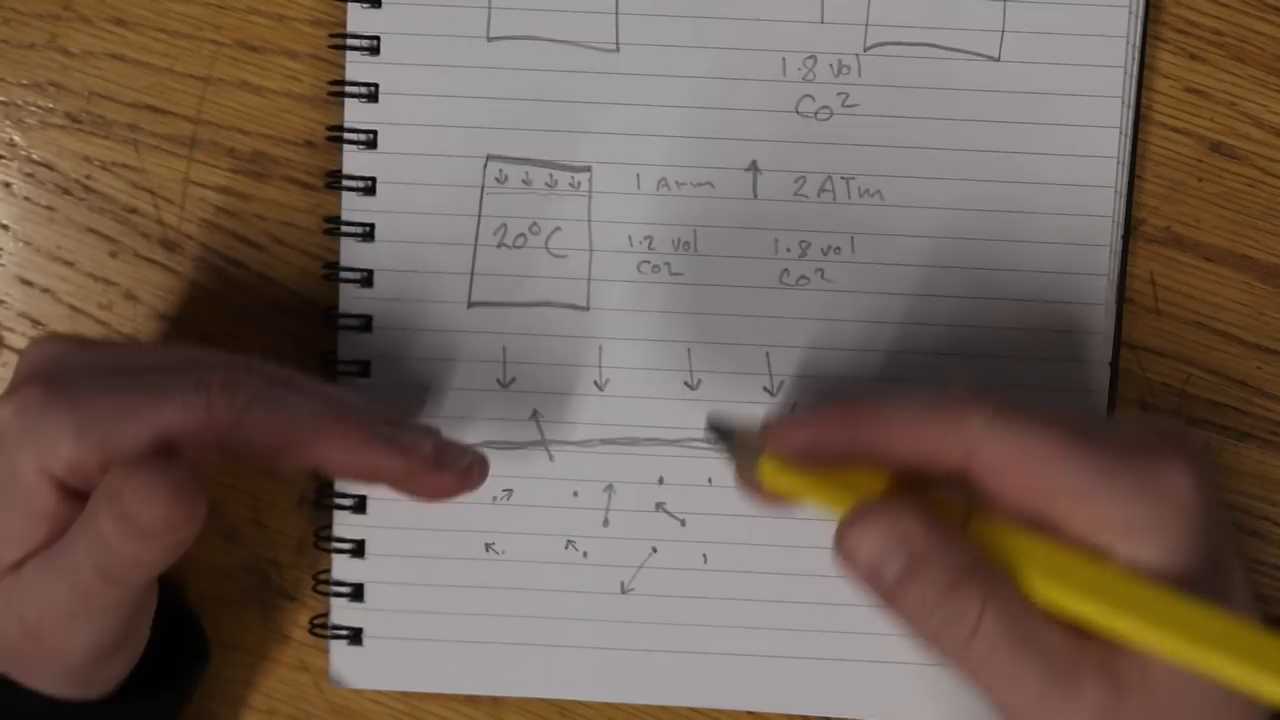 1.8 vol
CO²
1 Atm ↑ 2 ATm
20°C
1.2 vol 1.8 vol
CO2 CO²